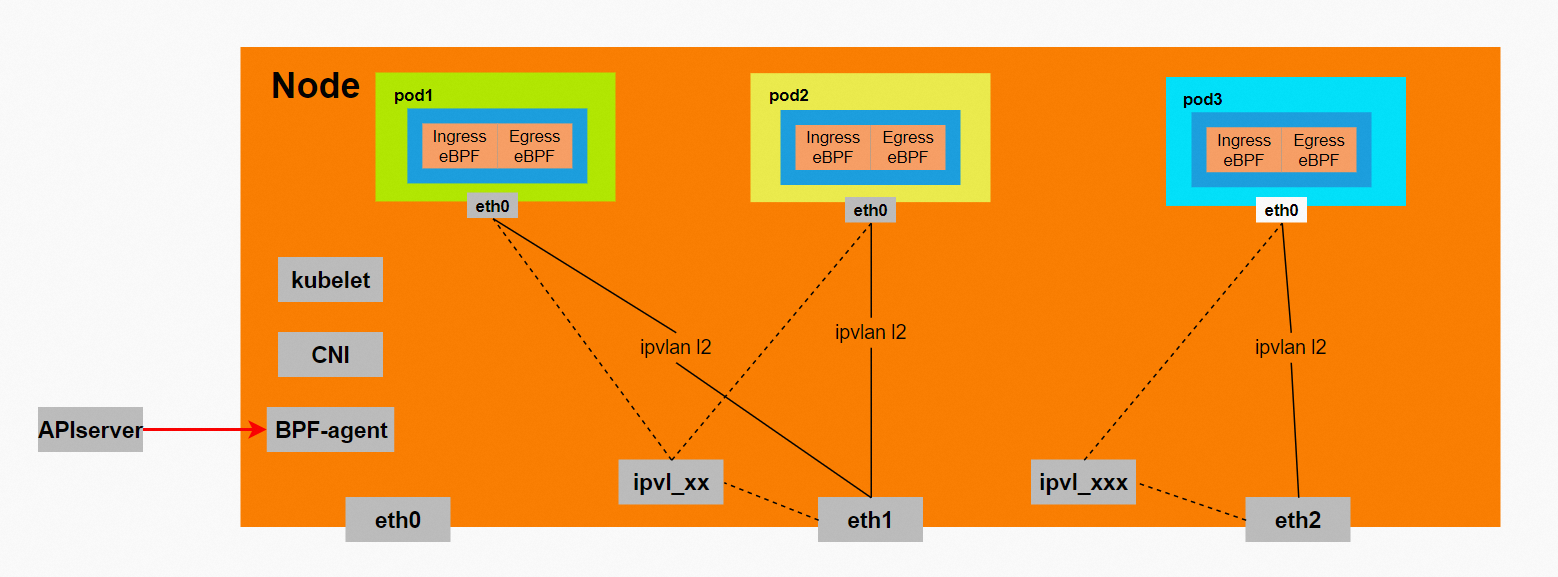 Node
pod1
Ingress
eBPF
Egress
eBPF
eth0
pod2
Ingress
eBPF
Egress
eBPF
eth0
pod3
Ingress
eBPF
Egress
eBPF
eth0
kubelet
CNI
APIserver
BPF-agent
ipvlan l2
ipvlan l2
ipvlan l2
ipvl_xx
ipvl_xxx
eth0
eth1
eth2